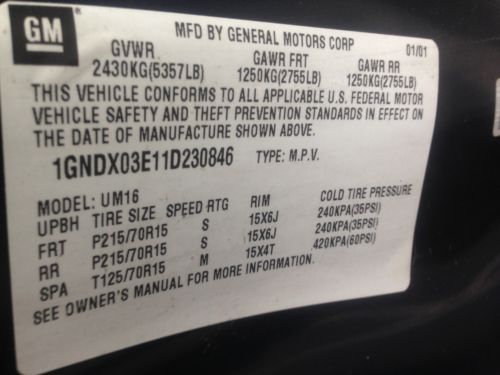 GM
MFD BY GENERAL MOTORS CORP 01/01
GVWR GAWR FRT GAWR RR
2430KG(5357LB) 1250KG(2755LB) 1250KG(2755LB)
THIS VEHICLE CONFORMS TO ALL APPLICABLE U.S. FEDERAL MOTOR
VEHICLE SAFETY AND THEFT PREVENTION STANDARDS IN EFFECT ON
THE DATE OF MANUFACTURE SHOWN ABOVE.
1GNDX03E11D230846 TYPE: M.P.V.
MODEL: UM16
UPBH TIRE SIZE SPEED RTG RIM COLD TIRE PRESSURE
FRT P215/70R15 S 15X6J 240KPA(35PSI)
RR P215/70R15 S 15X6J 240KPA(35PSI)
SPA T125/70R15 M 15X4T 420KPA(60PSI)
SEE OWNER'S MANUAL FOR MORE INFORMATION.